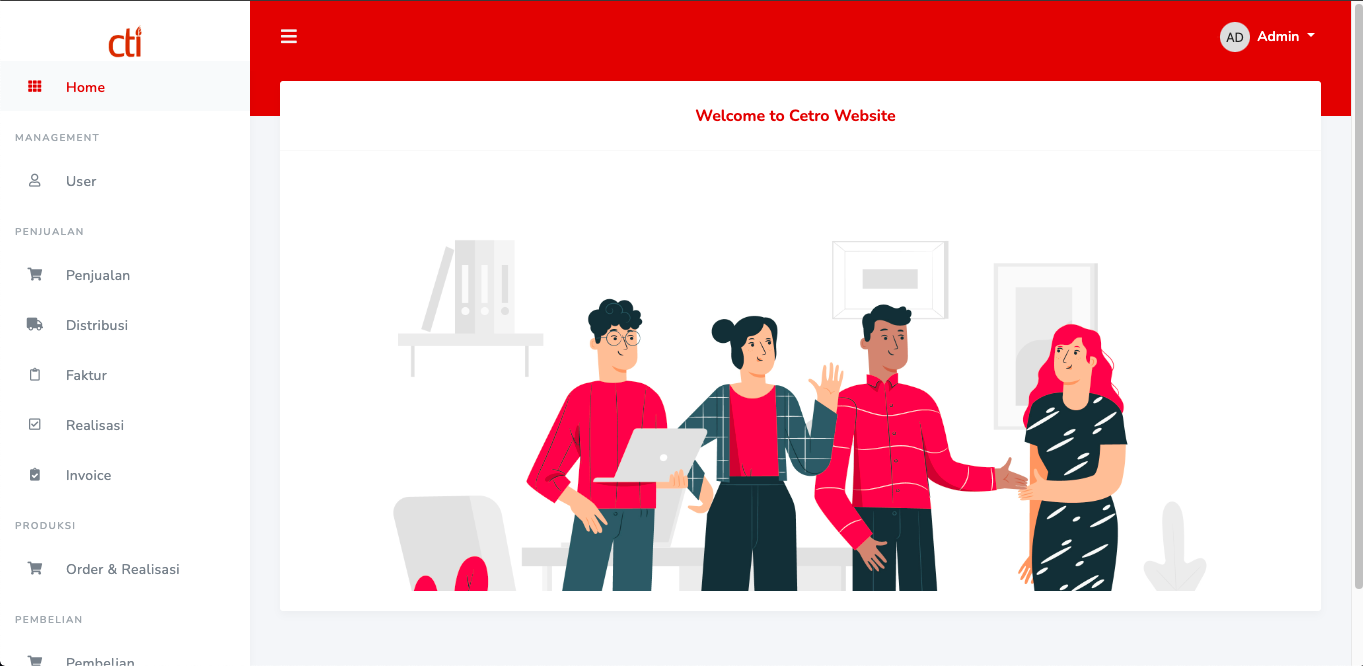 cti
AD Admin
Home
Welcome to Cetro Website
MANAGEMENT
User
PENJUALAN
Penjualan
Distribusi
Faktur
Realisasi
Invoice
PRODUKSI
Order & Realisasi
PEMBELIAN
Pembelian